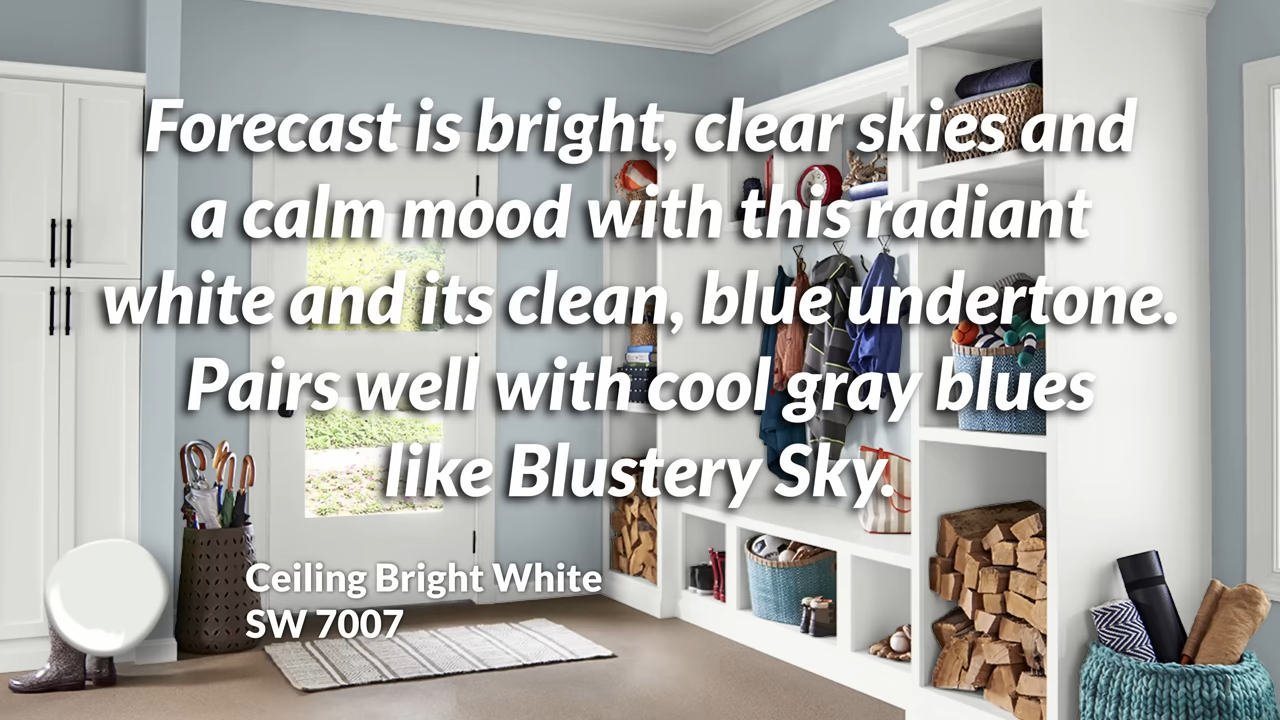 Forecast is bright, clear skies and
a calm mood with this radiant
white and its clean, blue undertone.
Pairs well with cool gray blues
like Blustery Sky.
Ceiling Bright White
SW 7007